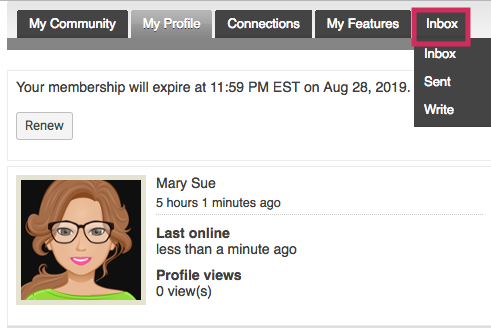 My Community My Profile Connections My Features Inbox
Inbox
Sent
Write
Your membership will expire at 11:59 PM EST on Aug 28, 2019.
Renew
Mary Sue
5 hours 1 minutes ago
Last online
less than a minute ago
Profile views
0 view(s)